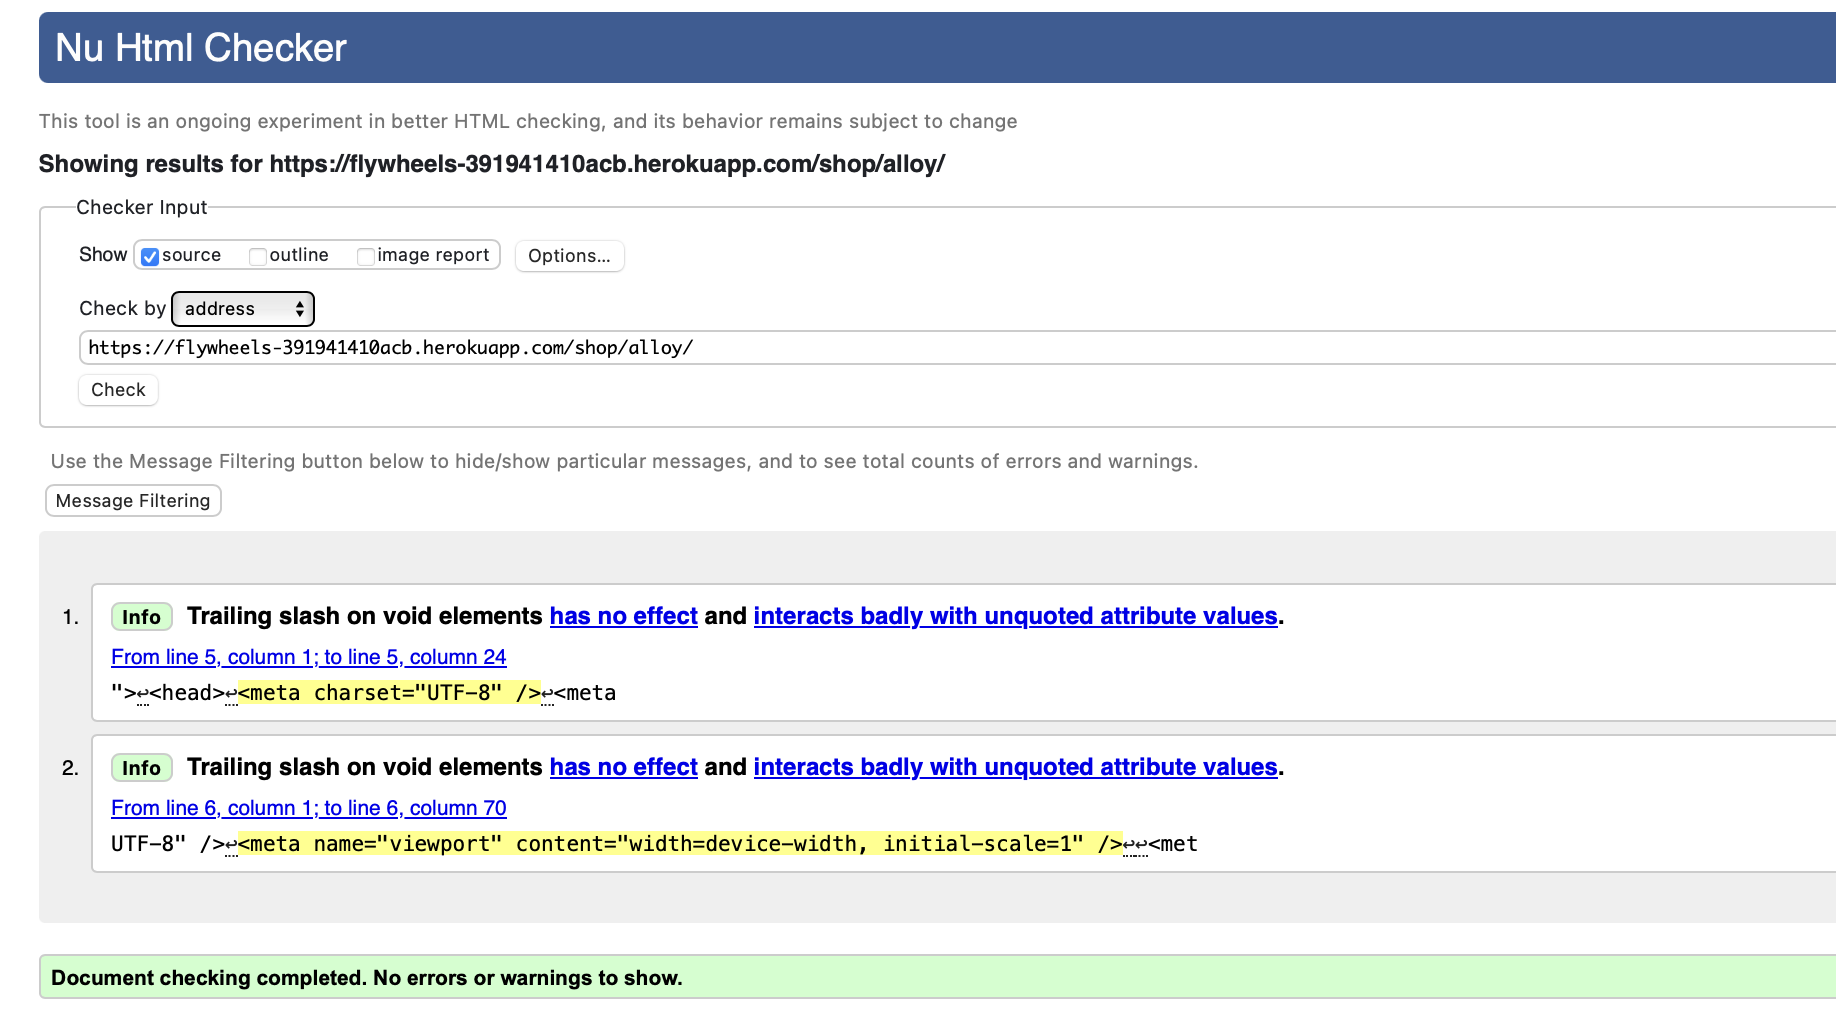 Nu Html Checker
This tool is an ongoing experiment in better HTML checking, and its behavior remains subject to change
Showing results for https://flywheels-391941410acb.herokuapp.com/shop/alloy/
Checker Input
Show source outline image report Options...
Check by address
https://flywheels-391941410acb.herokuapp.com/shop/alloy/
Check
Use the Message Filtering button below to hide/show particular messages, and to see total counts of errors and warnings.
Message Filtering
1. Info Trailing slash on void elements has no effect and interacts badly with unquoted attribute values.
From line 5, column 1; to line 5, column 24
">↩<head>↩<meta charset="UTF-8" />↩<meta
2. Info Trailing slash on void elements has no effect and interacts badly with unquoted attribute values.
From line 6, column 1; to line 6, column 70
UTF-8" />↩<meta name="viewport" content="width=device-width, initial-scale=1" />↩↩<met
Document checking completed. No errors or warnings to show.